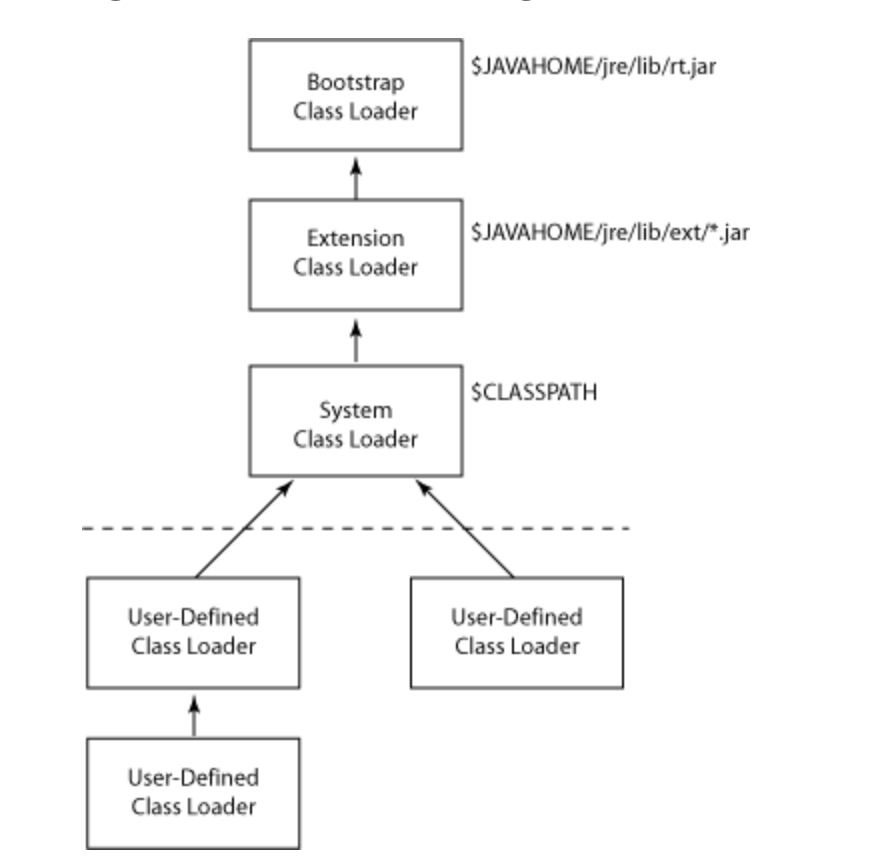 Bootstrap
Class Loader
$JAVAHOME/jre/lib/rt.jar
Extension
Class Loader
$JAVAHOME/jre/lib/ext/*.jar
System
Class Loader
$CLASSPATH
User-Defined
Class Loader
User-Defined
Class Loader
User-Defined
Class Loader